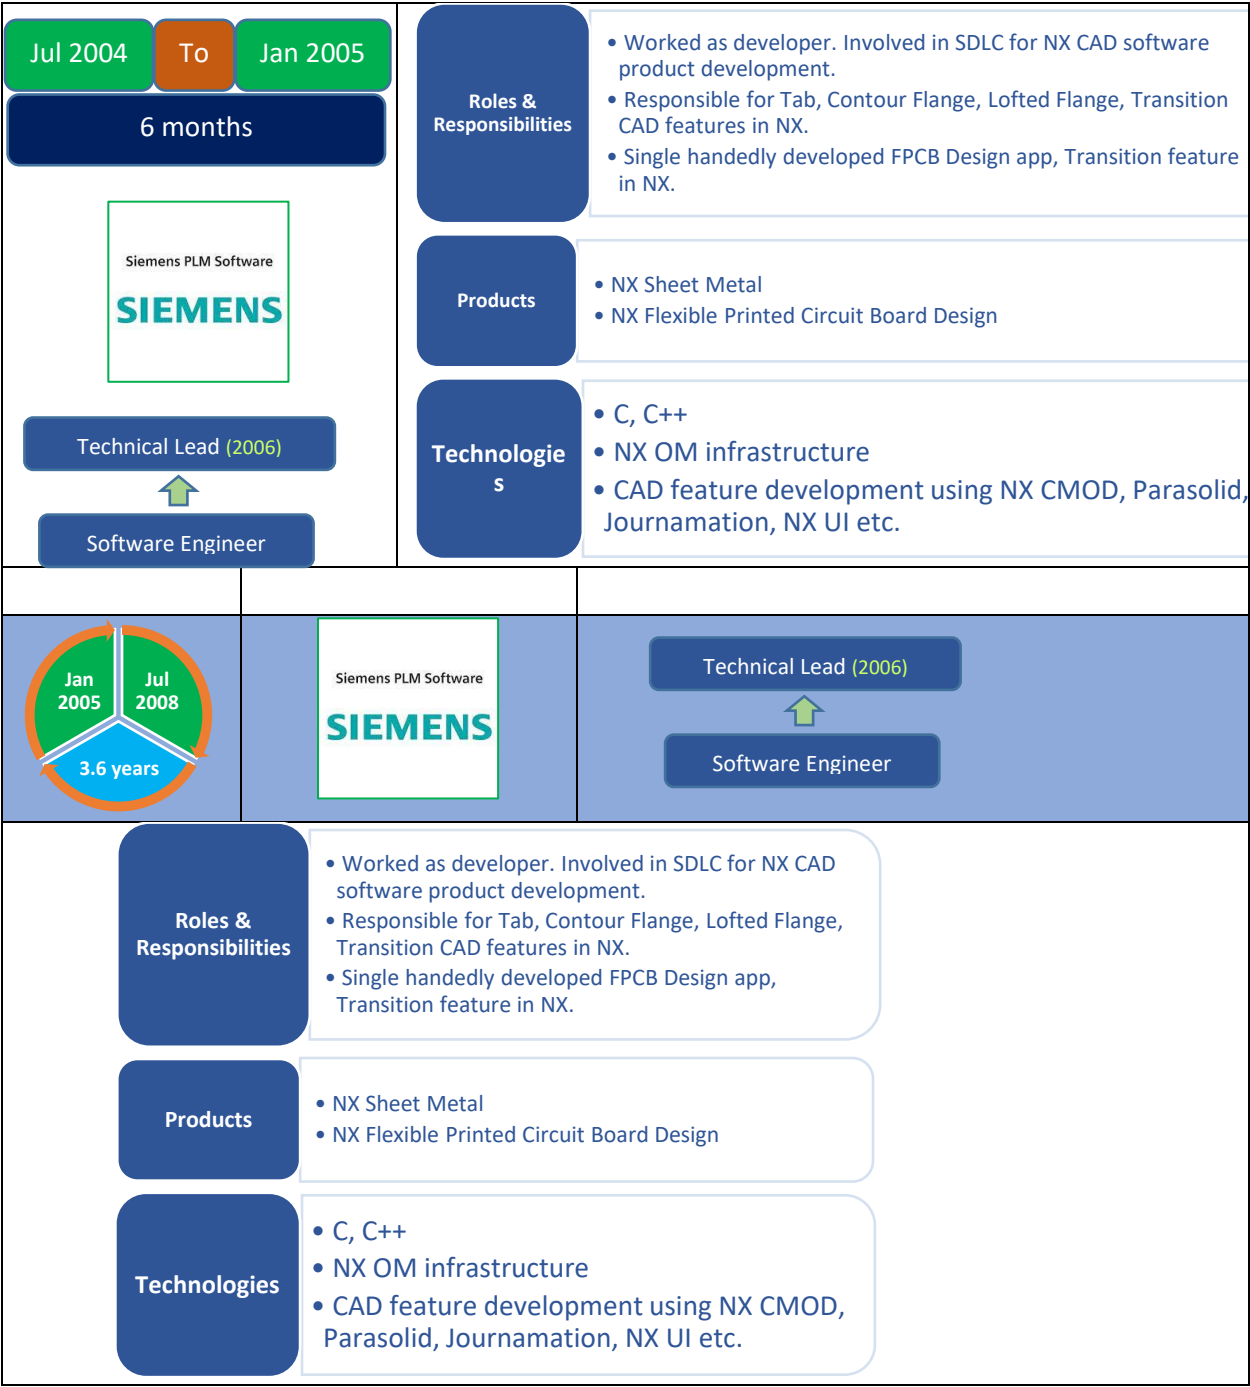 Jul 2004 To Jan 2005
6 months
Siemens PLM Software
SIEMENS
Technical Lead (2006)
Software Engineer
Roles &
Responsibilities
• Worked as developer. Involved in SDLC for NX CAD software
product development.
• Responsible for Tab, Contour Flange, Lofted Flange, Transition
CAD features in NX.
• Single handedly developed FPCB Design app, Transition feature
in NX.
Products
• NX Sheet Metal
• NX Flexible Printed Circuit Board Design
Technologie
s
• C, C++
• NX OM infrastructure
• CAD feature development using NX CMOD, Parasolid,
Journamation, NX UI etc.
Jan
2005
Jul
2008
3.6 years
Siemens PLM Software
SIEMENS
Technical Lead (2006)
Software Engineer
Roles &
Responsibilities
• Worked as developer. Involved in SDLC for NX CAD
software product development.
• Responsible for Tab, Contour Flange, Lofted Flange,
Transition CAD features in NX.
• Single handedly developed FPCB Design app,
Transition feature in NX.
Products
• NX Sheet Metal
• NX Flexible Printed Circuit Board Design
Technologies
• C, C++
• NX OM infrastructure
• CAD feature development using NX CMOD,
Parasolid, Journamation, NX UI etc.